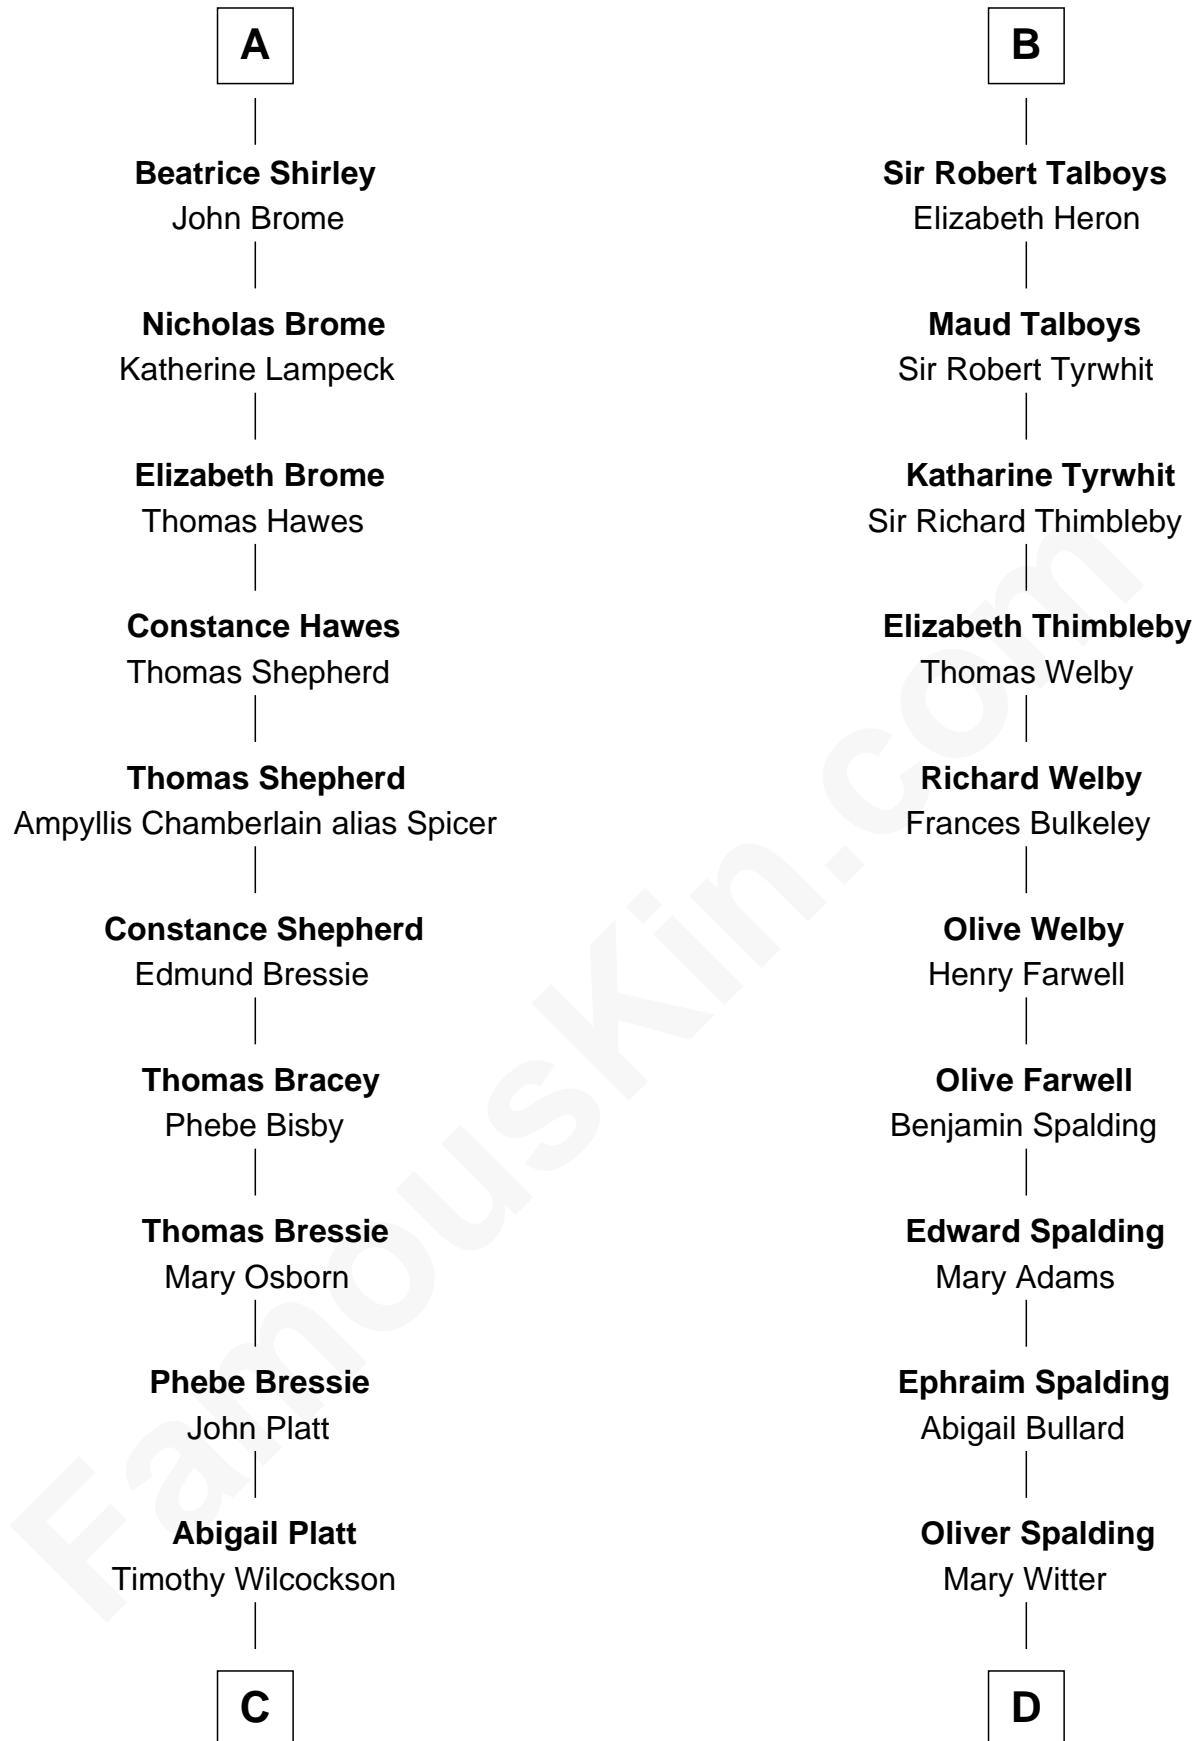 A
Beatrice Shirley
John Brome
Nicholas Brome
Katherine Lampeck
Elizabeth Brome
Thomas Hawes
Constance Hawes
Thomas Shepherd
Thomas Shepherd
Ampyllis Chamberlain alias Spicer
Constance Shepherd
Edmund Bressie
Thomas Bracey
Phebe Bisby
Thomas Bressie
Mary Osborn
Phebe Bressie
John Platt
Abigail Platt
Timothy Wilcockson
C
B
Sir Robert Talboys
Elizabeth Heron
Maud Talboys
Sir Robert Tyrwhit
Katharine Tyrwhit
Sir Richard Thimbleby
Elizabeth Thimbleby
Thomas Welby
Richard Welby
Frances Bulkeley
Olive Welby
Henry Farwell
Olive Farwell
Benjamin Spalding
Edward Spalding
Mary Adams
Ephraim Spalding
Abigail Bullard
Oliver Spalding
Mary Witter
D
FamousKin.com